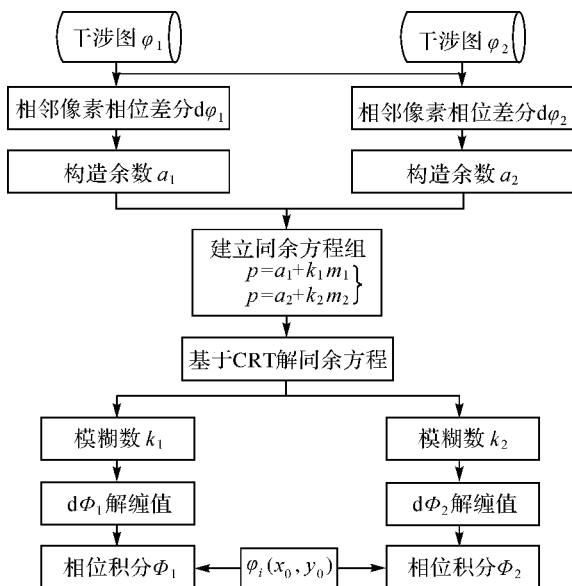 干涉图 φ₁
干涉图 φ₂
相邻像素相位差分dφ₁
相邻像素相位差分dφ₂
构造余数 a₁
构造余数 a₂
建立同余方程组
p=a₁+k₁m₁
p=a₂+k₂m₂
}
基于CRT解同余方程
模糊数 k₁
模糊数 k₂
dΦ₁解缠值
dΦ₂解缠值
相位积分Φ₁
φᵢ(x₀, y₀)
相位积分Φ₂